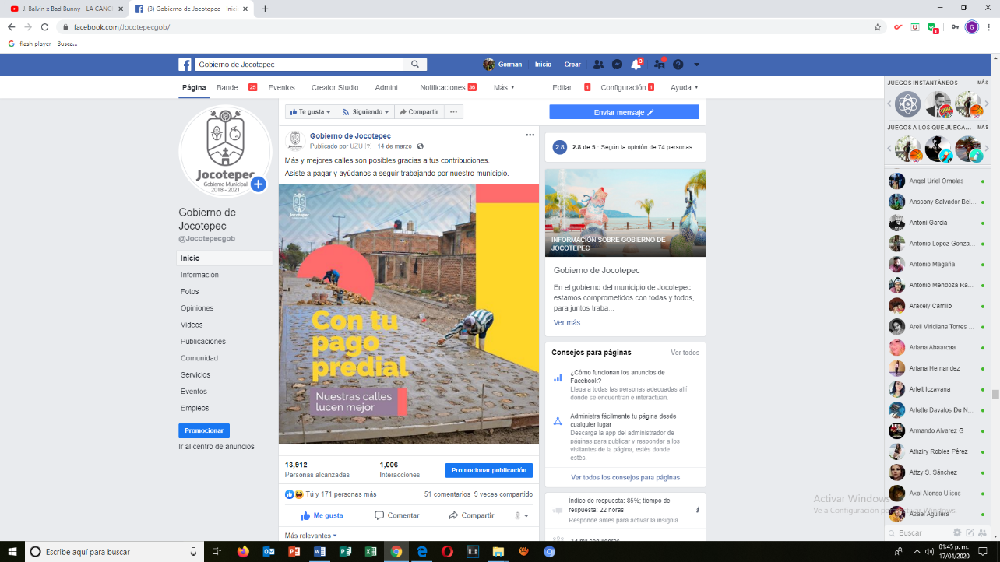 J. Balvin x Bad Bunny - LA CANCI
(3) Gobierno de Jocotepec - Inici
facebook.com/Jocotepecgob/
flash player - Busca...
Gobierno de Jocotepec
German
Inicio
Crear
3
Página
Bande... 25
Eventos
Creator Studio
Admini...
Notificaciones 36
Más
Editar ... 1
Configuración 1
Ayuda
Jocotepec
Gobierno Municipal
2018 - 2021
Gobierno de
Jocotepec
@Jocotepecgob
Inicio
Información
Fotos
Opiniones
Videos
Publicaciones
Comunidad
Servicios
Eventos
Empleos
Promocionar
Ir al centro de anuncios
Te gusta
Siguiendo
Compartir
Gobierno de Jocotepec
Publicado por UZU [?] · 14 de marzo ·
Más y mejores calles son posibles gracias a tus contribuciones.
Asiste a pagar y ayúdanos a seguir trabajando por nuestro municipio.
Con tu
pago
predial
Nuestras calles
lucen mejor
13,912
Personas alcanzadas
1,006
Interacciones
Promocionar publicación
Tú y 171 personas más
51 comentarios 9 veces compartido
Me gusta
Comentar
Compartir
Más relevantes
Enviar mensaje
2.8
2.8 de 5 · Según la opinión de 74 personas
INFORMACIÓN SOBRE GOBIERNO DE
JOCOTEPEC
Gobierno de Jocotepec
En el gobierno del municipio de Jocotepec
estamos comprometidos con todas y todos,
para juntos traba...
Ver más
Consejos para páginas
Ver todos
¿Cómo funcionan los anuncios de
Facebook?
Llega a todas las personas adecuadas allí
donde se encuentran e interactúan.
Administra fácilmente tu página desde
cualquier lugar
Descarga la app del administrador de
páginas para publicar y responder a los
visitantes de la página, estés donde
estés.
Ver todos los consejos para páginas
Índice de respuesta: 85%; tiempo de
respuesta: 22 horas
Responde antes para activar la insignia
14 mil seguidores
JUEGOS INSTANTÁNEOS
MÁS
JUEGOS A LOS QUE JUEGA...
MÁS
Angel Uriel Ornelas
Anssony Salvador Bel...
Antoni Garcia
Antonio Lopez Gonza...
Antonio Magaña
Antonio Mendoza Ra...
Aracely Carrillo
Areli Viridiana Torres ...
Ariana Abaarcaa
Ariana Hernandez
Arlelt Iczayana
Arlette Davalos De N...
Armando Alvarez G
Athziry Robles Pérez
Attzy S. Sánchez
Axel Alonso Ulises
Azael Aguilera
Buscar
Activar Windows
Ve a Configuración para activar Windows.
Escribe aquí para buscar
01:45 p. m.
17/04/2020